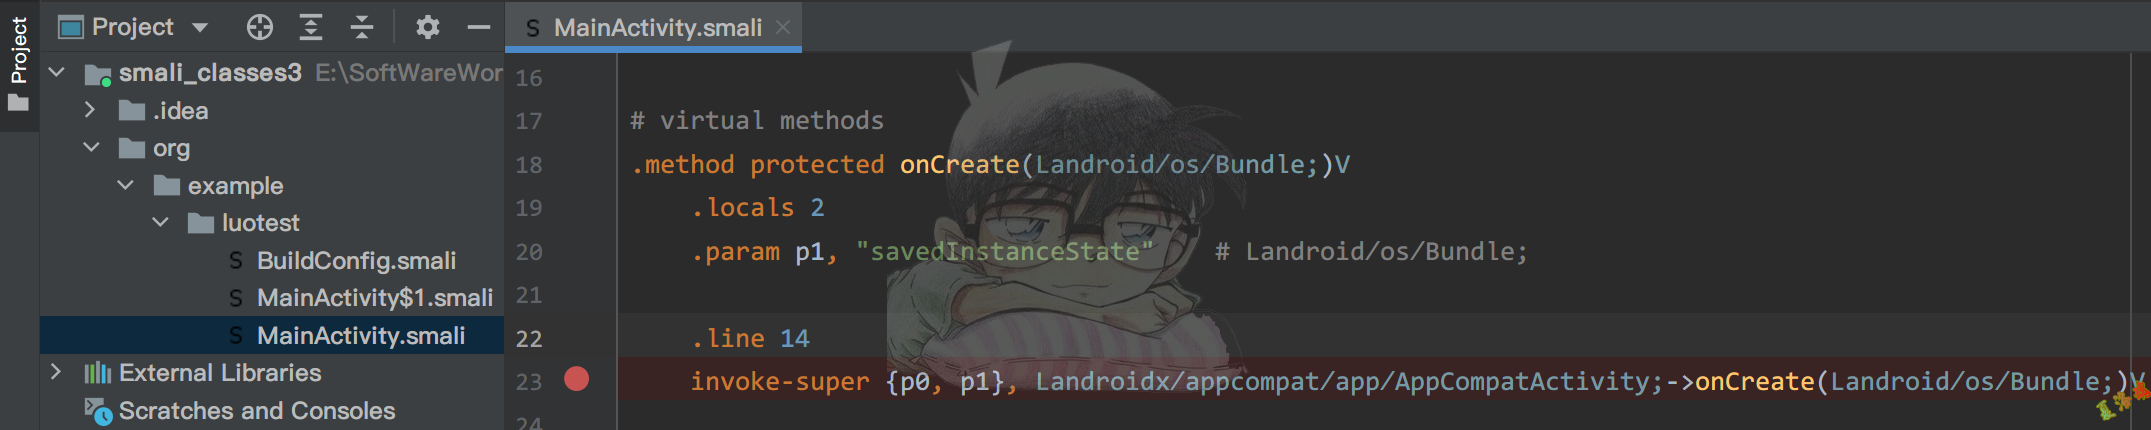 Project
Project
MainActivity.smali
smali_classes3 E:\SoftWareWor
.idea
org
example
luotest
BuildConfig.smali
MainActivity$1.smali
MainActivity.smali
External Libraries
Scratches and Consoles
16
17 # virtual methods
18 .method protected onCreate(Landroid/os/Bundle;)V
19 .locals 2
20 .param p1, "savedInstanceState" # Landroid/os/Bundle;
21
22 .line 14
23 invoke-super {p0, p1}, Landroidx/appcompat/app/AppCompatActivity;->onCreate(Landroid/os/Bundle;)V
24